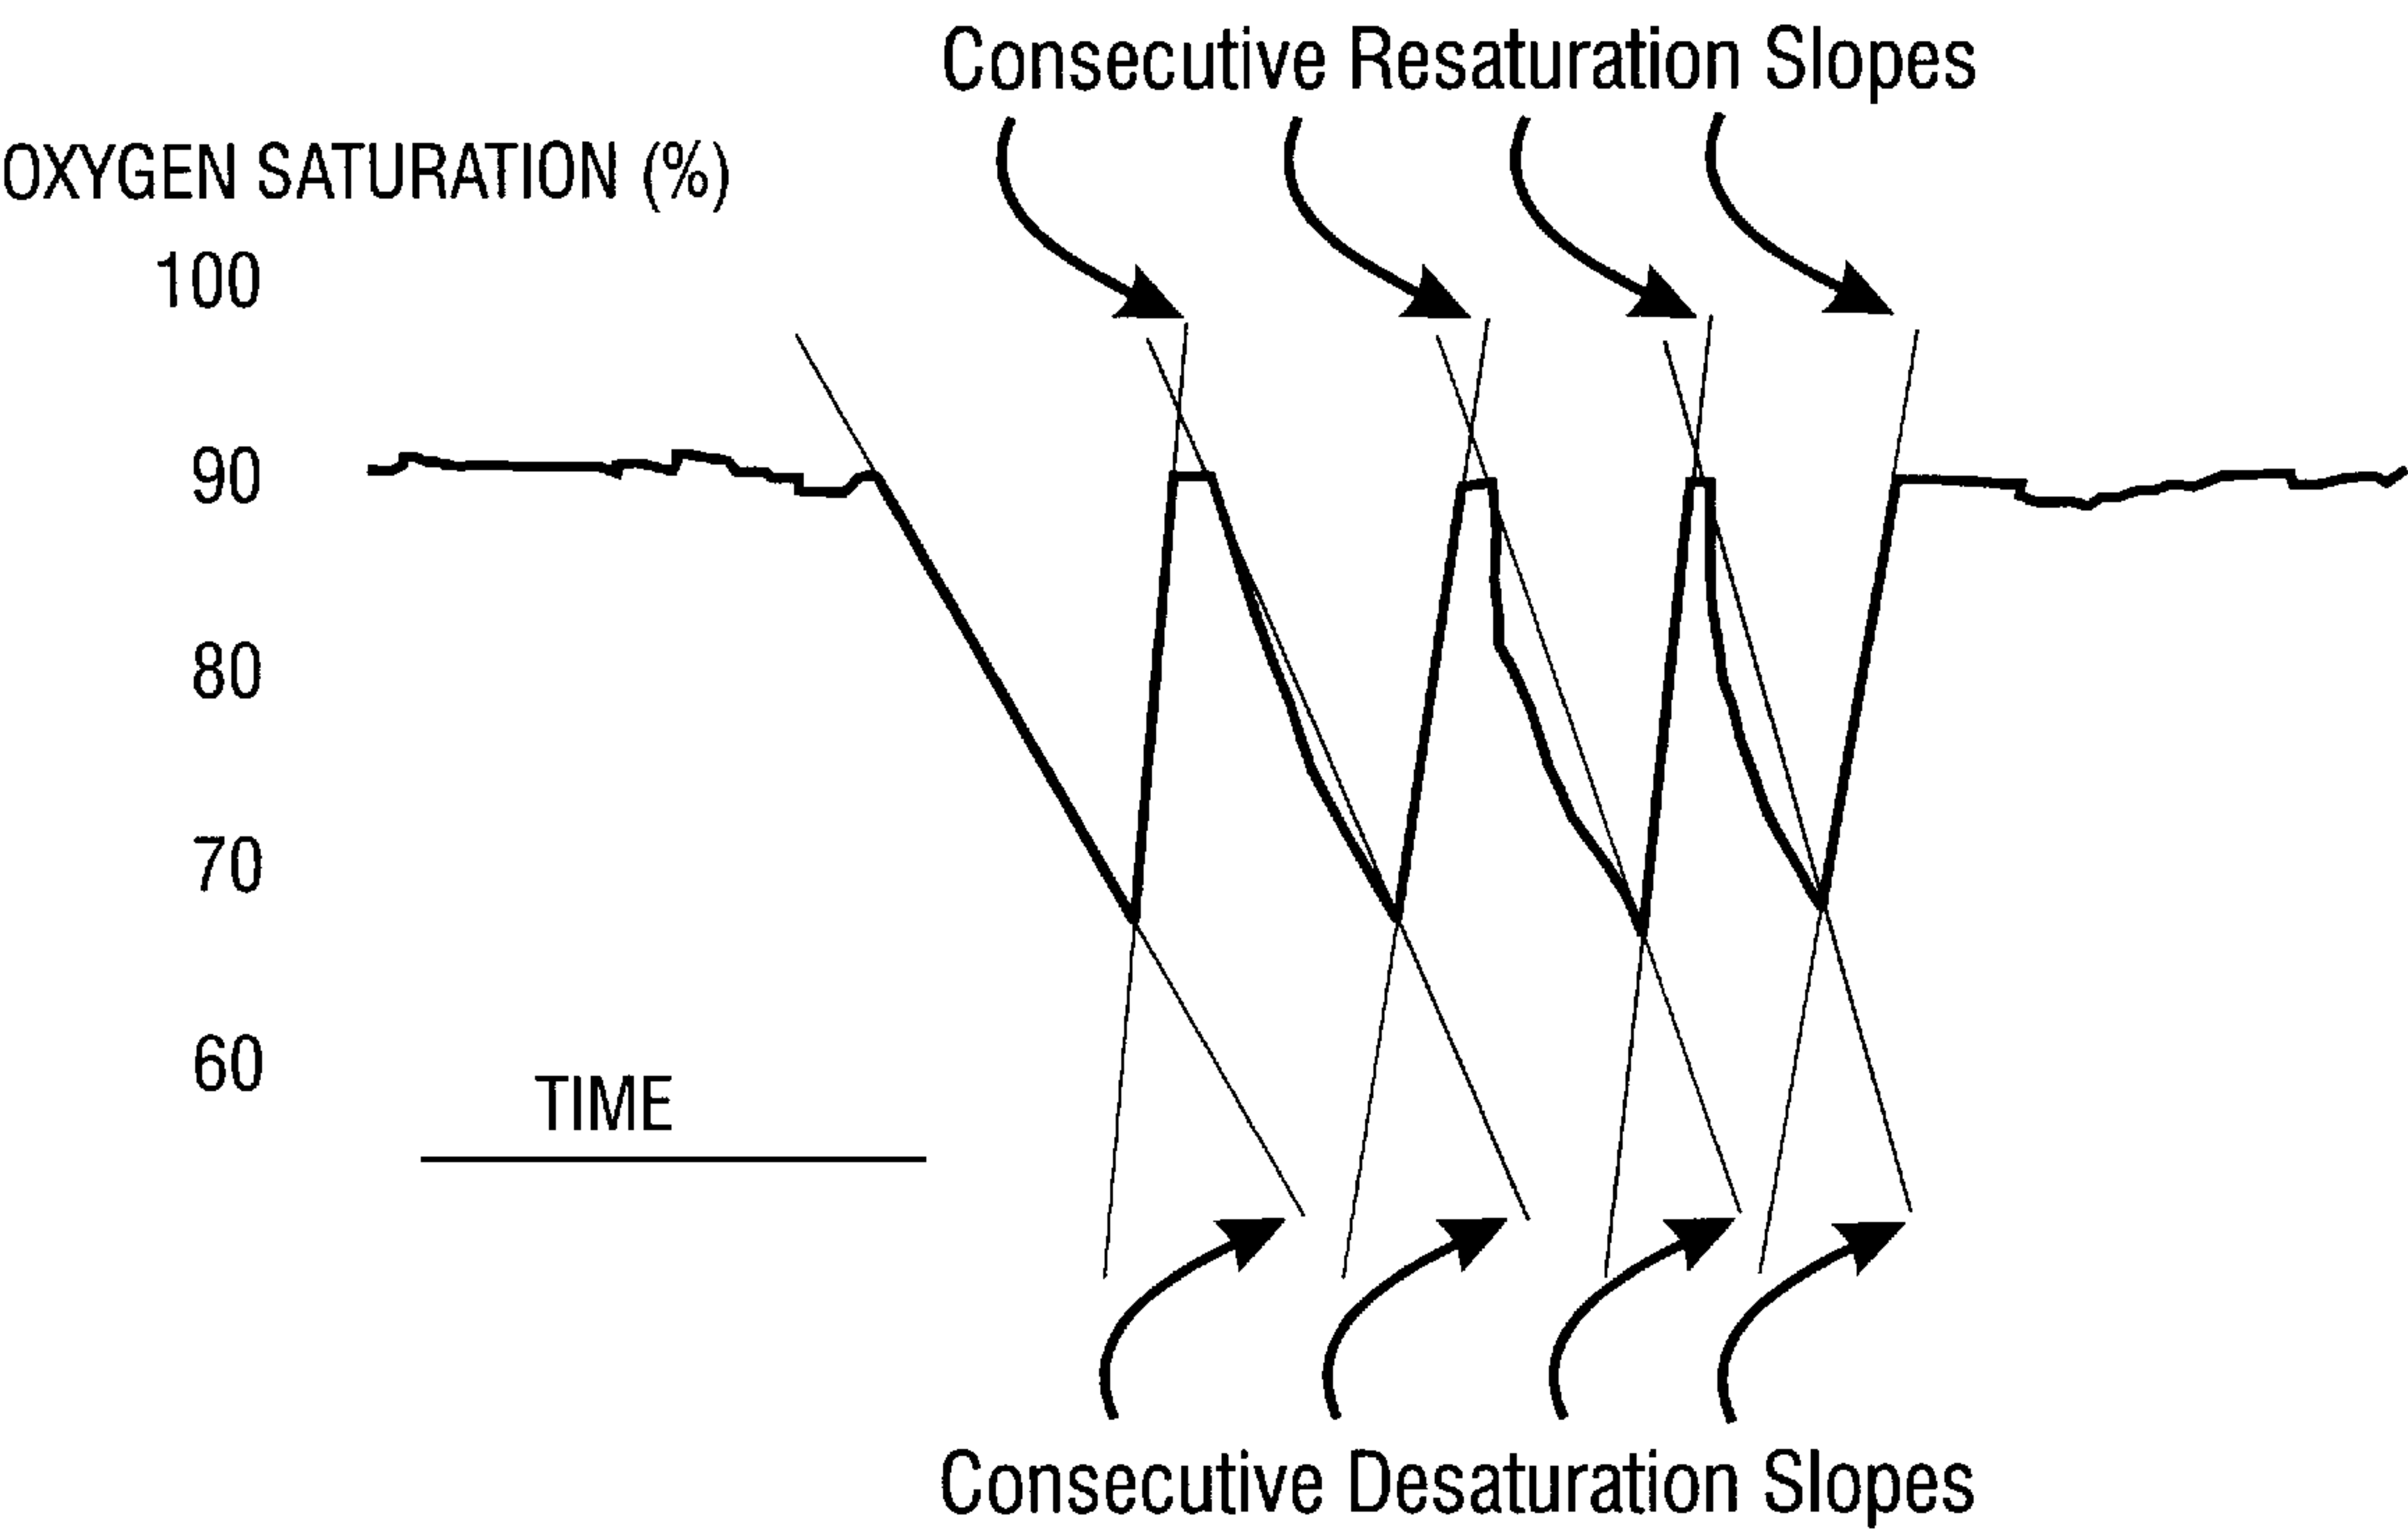 Consecutive Resaturation Slopes
OXYGEN SATURATION (%)
100
90
80
70
60
TIME
Consecutive Desaturation Slopes